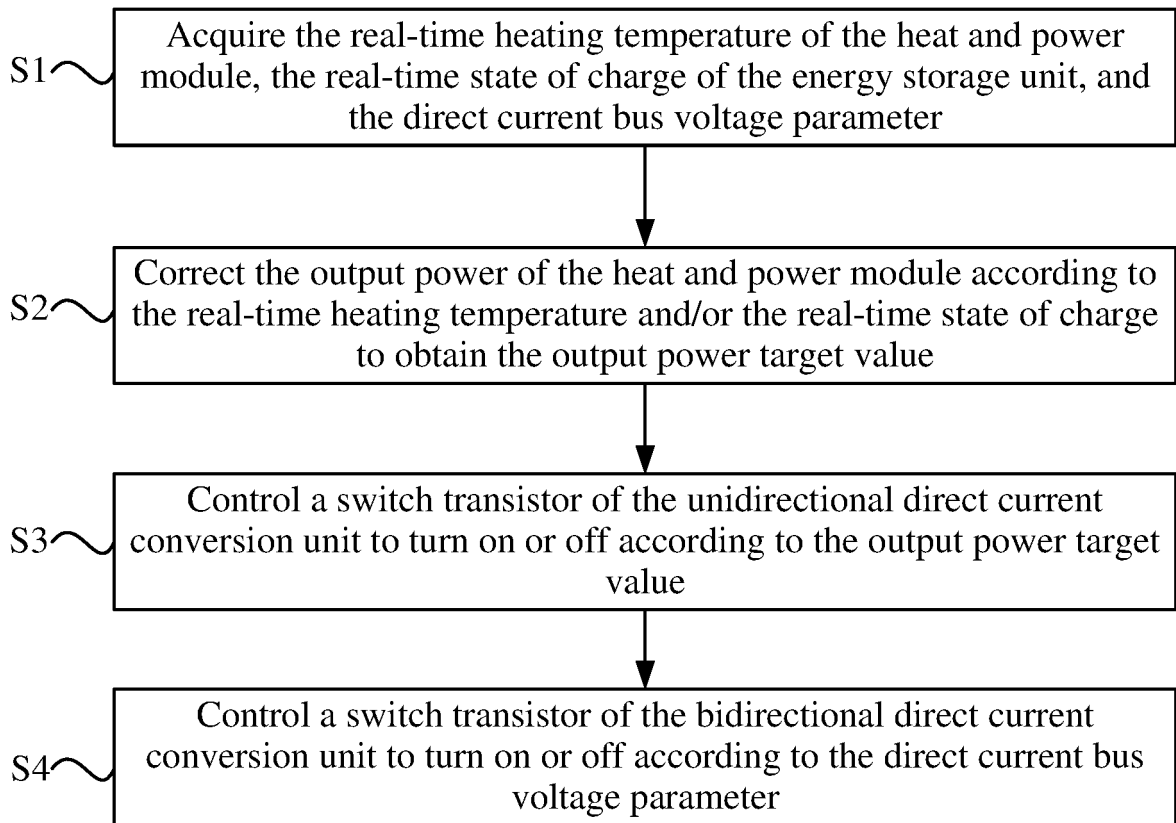 S1
Acquire the real-time heating temperature of the heat and power
module, the real-time state of charge of the energy storage unit, and
the direct current bus voltage parameter
S2
Correct the output power of the heat and power module according to
the real-time heating temperature and/or the real-time state of charge
to obtain the output power target value
S3
Control a switch transistor of the unidirectional direct current
conversion unit to turn on or off according to the output power target
value
S4
Control a switch transistor of the bidirectional direct current
conversion unit to turn on or off according to the direct current bus
voltage parameter